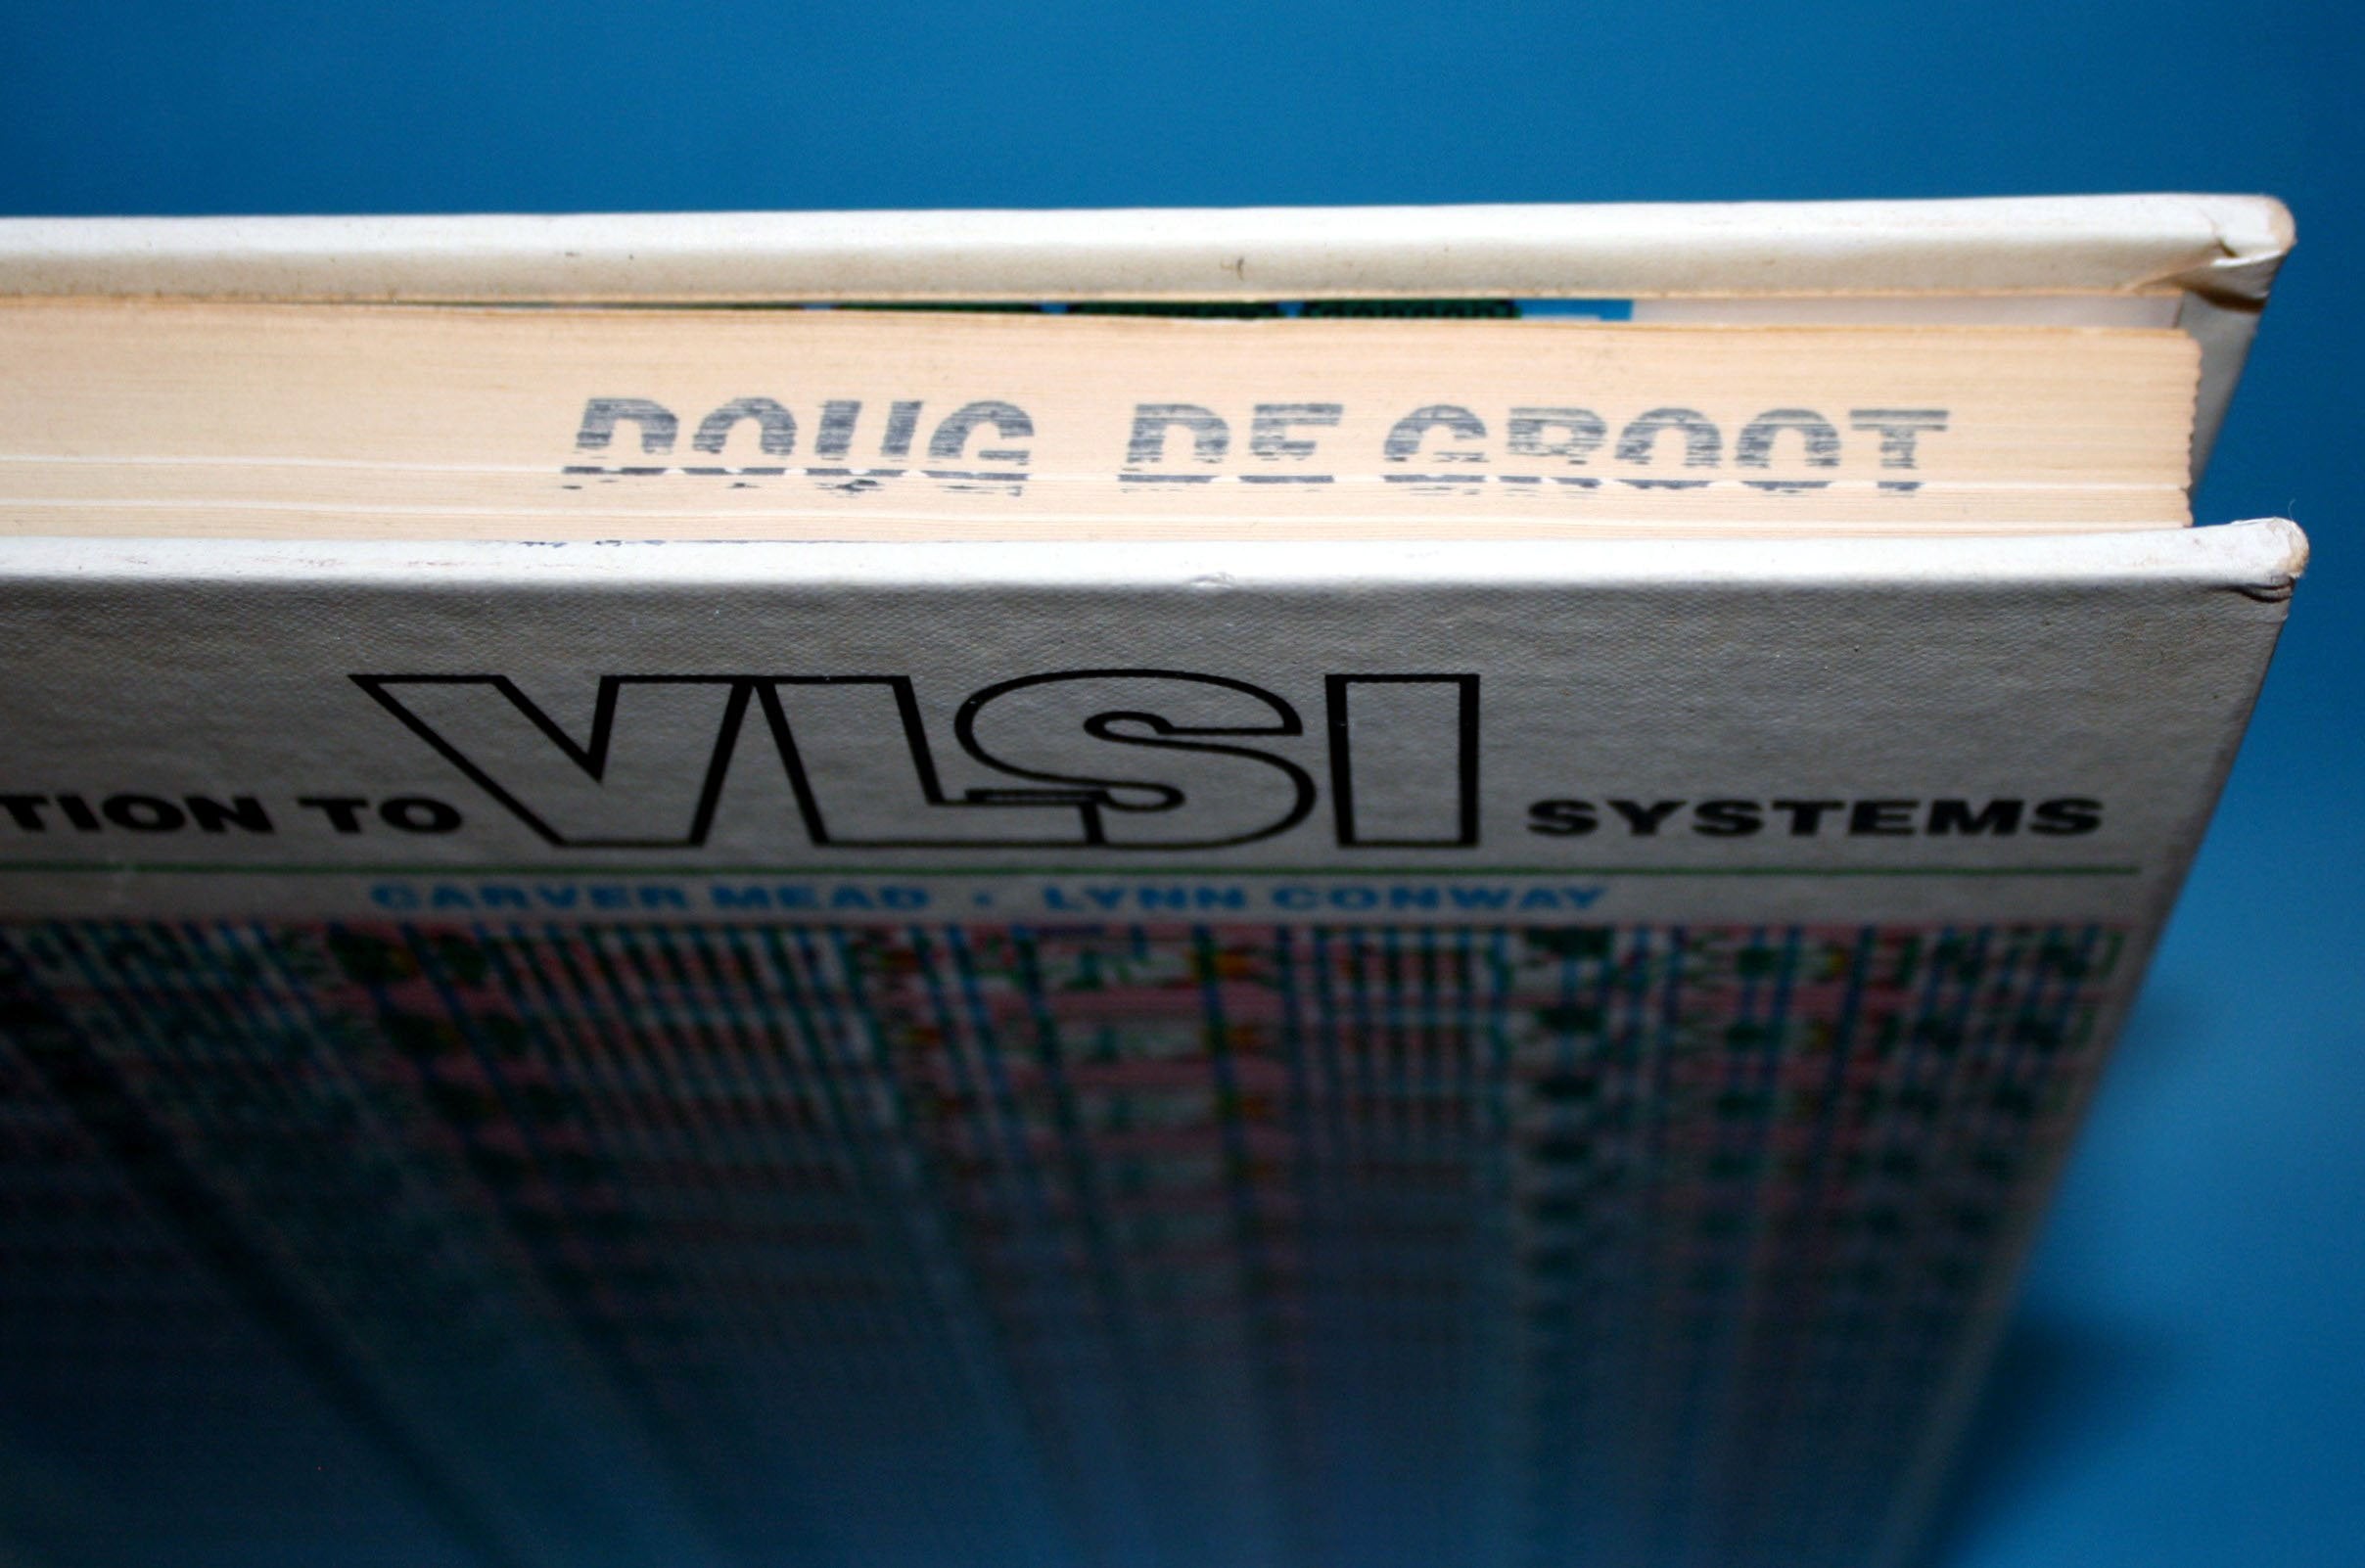 DOUG DE GROOT
TION TO VLSI SYSTEMS
CARVER MEAD · LYNN CONWAY